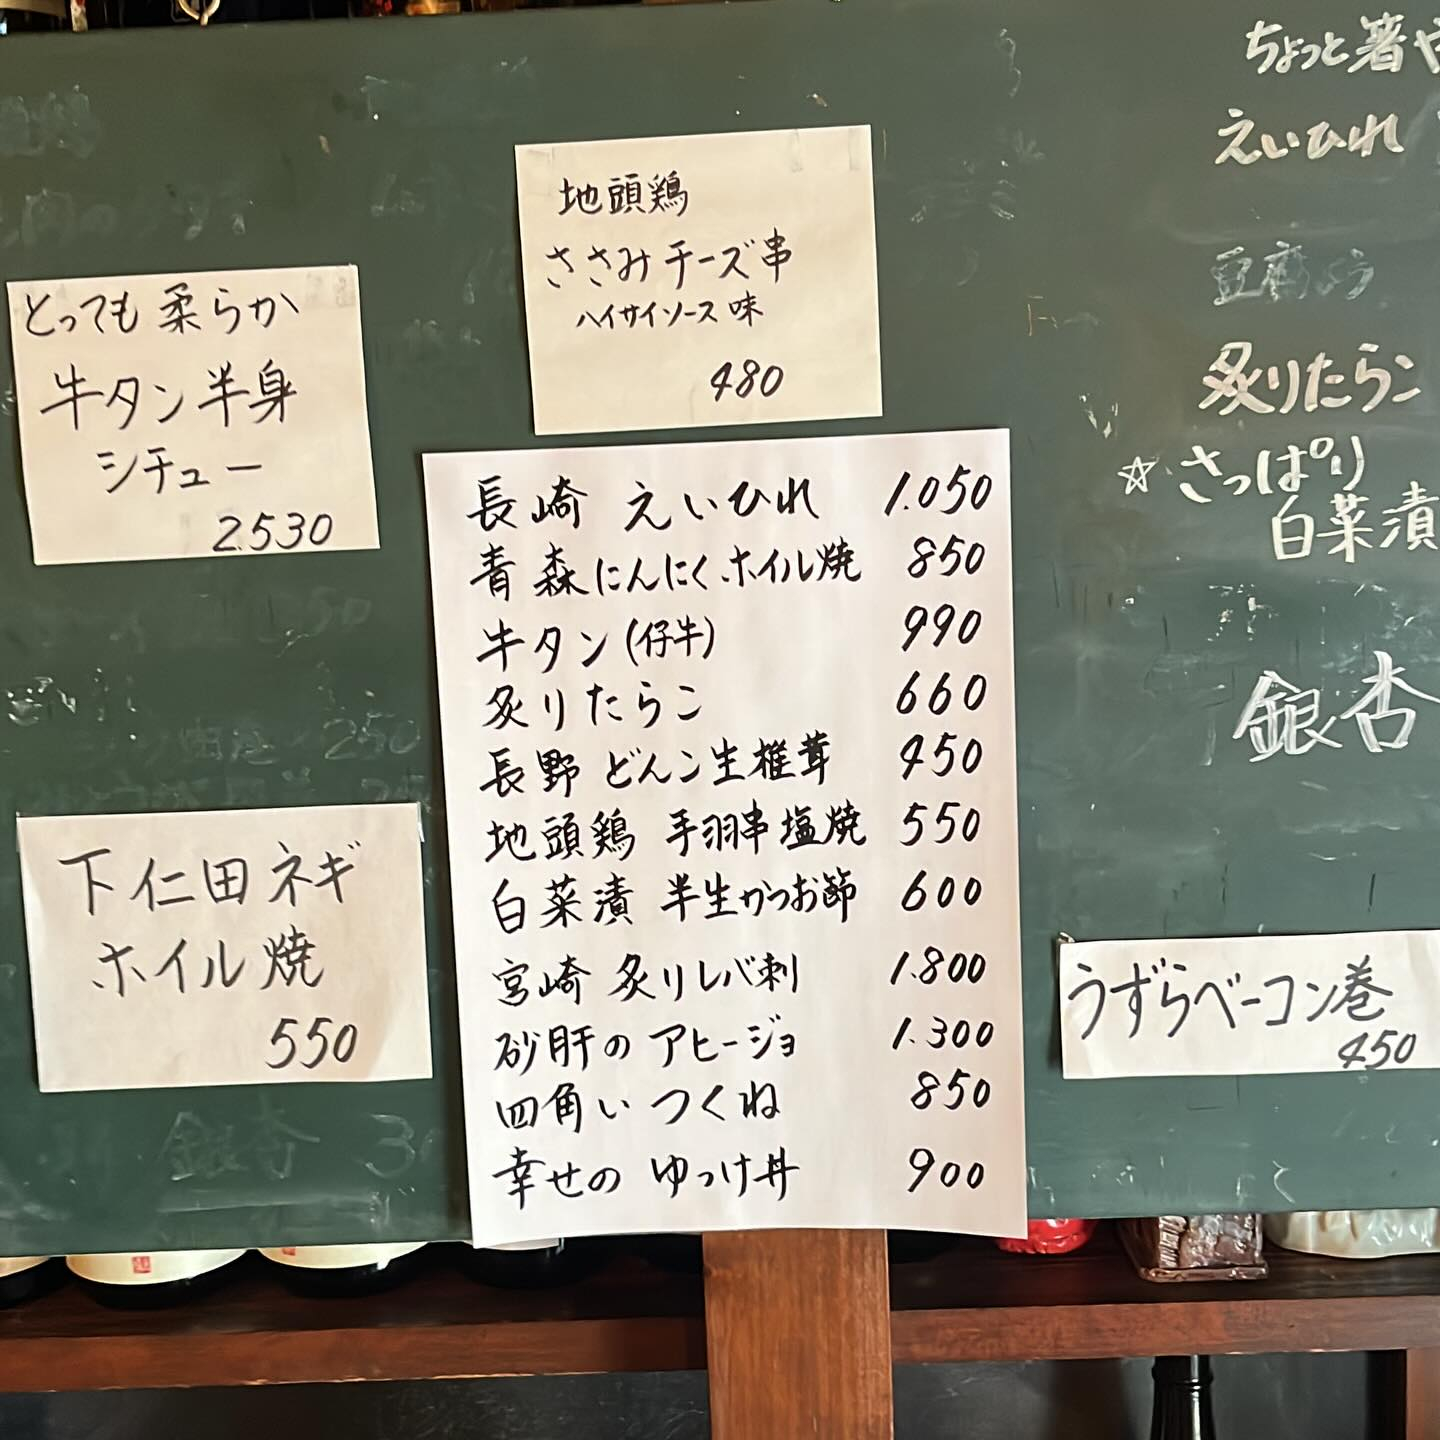 とっても柔らか
牛タン半身
シチュー
2.530
地頭鶏
ささみチーズ串
ハイサイソース味
480
長崎 えいひれ 1.050
青森にんにくホイル焼 850
牛タン(仔牛) 990
炙りたらこ 660
長野 どんこ生椎茸 450
地頭鶏 手羽串塩焼 550
白菜漬 半生かつお節 600
宮崎 炙りレバ刺 1.800
砂肝のアヒージョ 1.300
四角いつくね 850
幸せの ゆっけ丼 900
下仁田ネギ
ホイル焼
550
銀杏
ちょっと箸や
えいひれ
炙りたらこ
☆さっぱり
白菜漬
銀杏
うずらベーコン巻
450